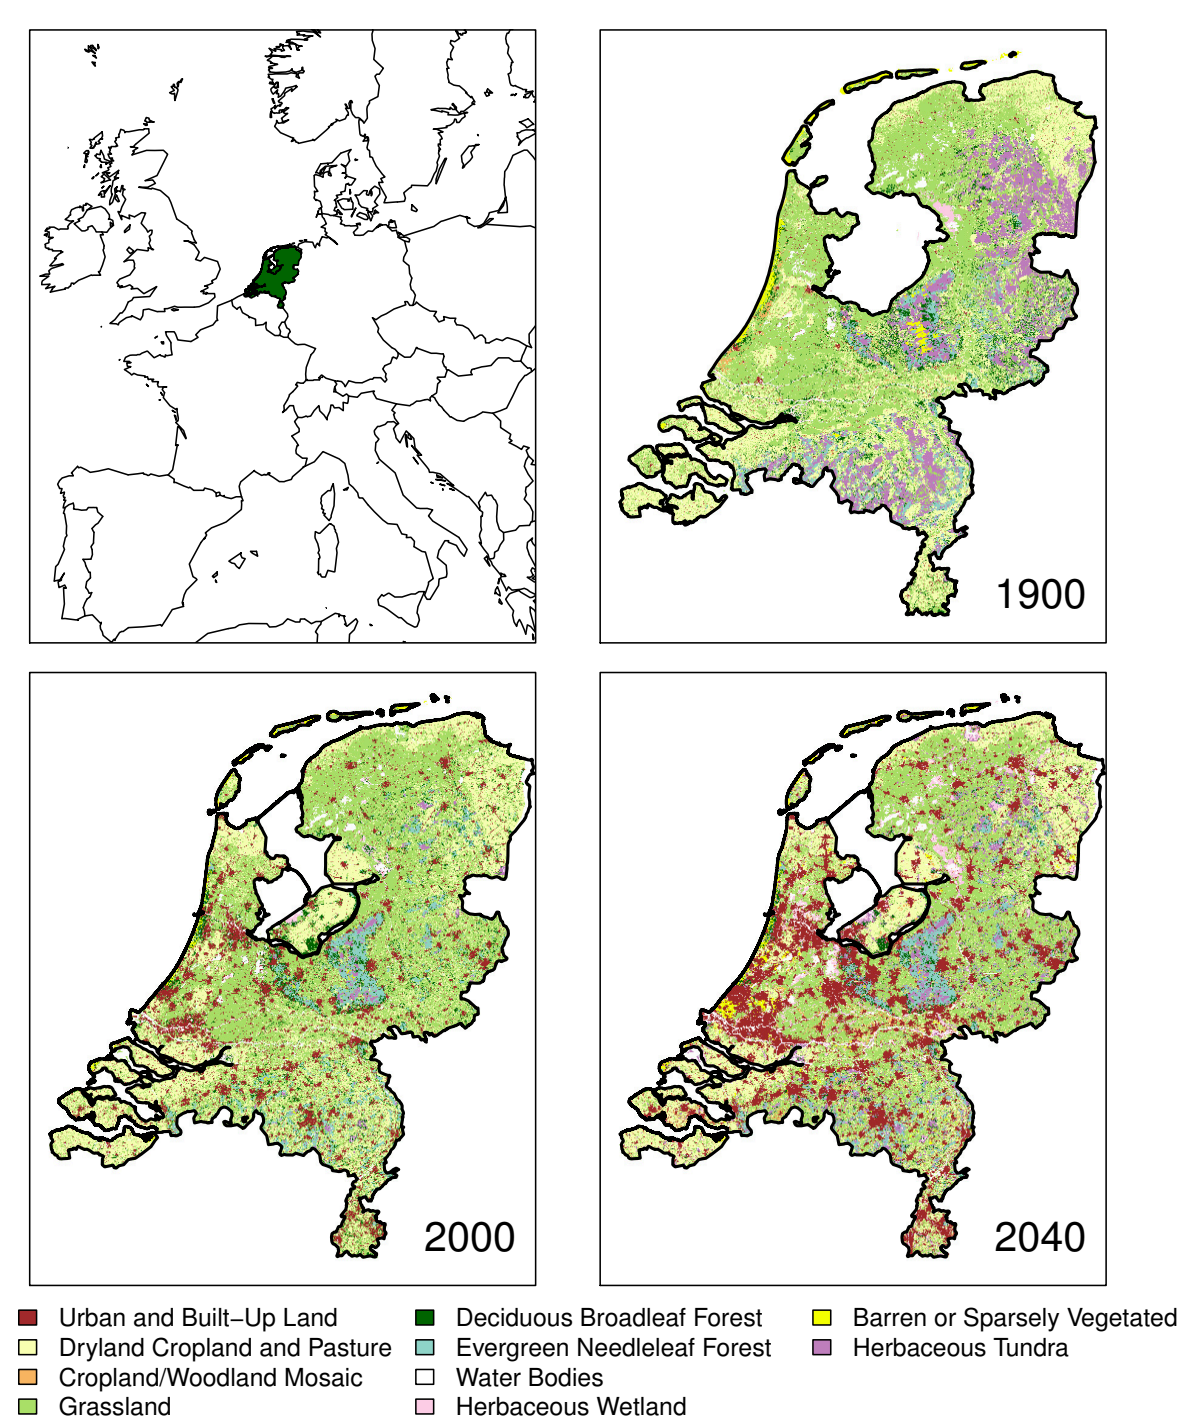 1900
2000
2040
Urban and Built−Up Land
Dryland Cropland and Pasture
Cropland/Woodland Mosaic
Grassland
Deciduous Broadleaf Forest
Evergreen Needleleaf Forest
Water Bodies
Herbaceous Wetland
Barren or Sparsely Vegetated
Herbaceous Tundra